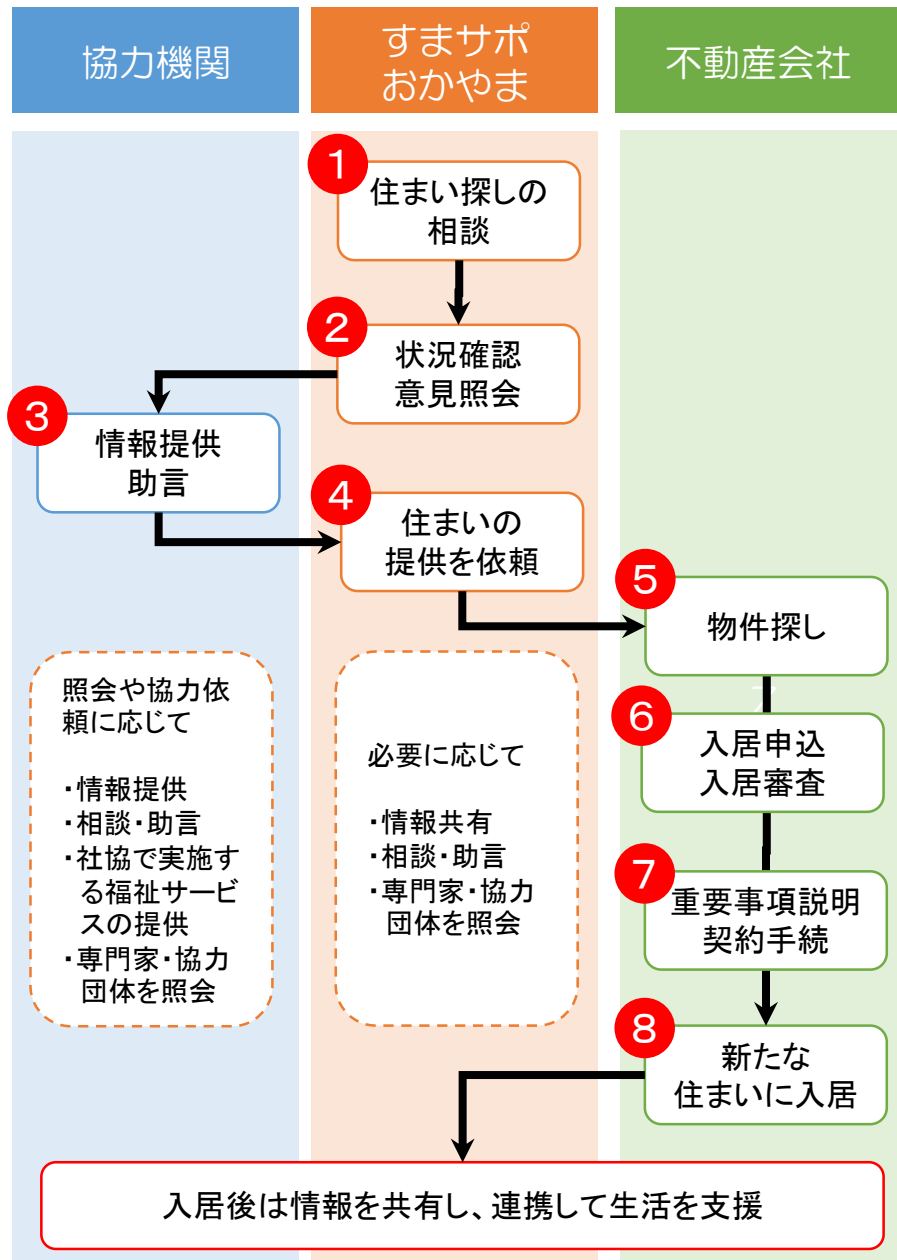 協力機関
すまサポ
おかやま
不動産会社
1
住まい探しの
相談
2
状況確認
意見照会
3
情報提供
助言
4
住まいの
提供を依頼
5
物件探し
6
入居申込
入居審査
7
重要事項説明
契約手続
8
新たな
住まいに入居
照会や協力依
頼に応じて
・情報提供
・相談・助言
・社協で実施す
る福祉サービ
スの提供
・専門家・協力
団体を照会
必要に応じて
・情報共有
・相談・助言
・専門家・協力
団体を照会
入居後は情報を共有し、連携して生活を支援